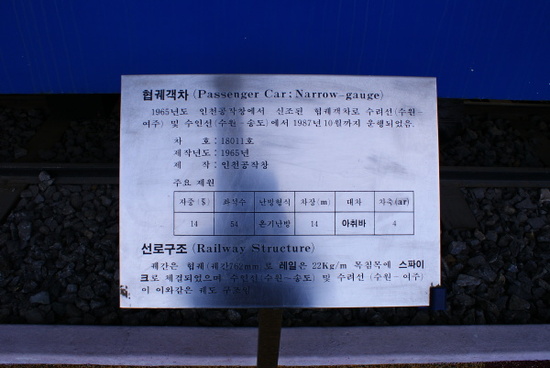 협궤객차 (Passenger Car : Narrow-gauge)
1965년도 인천공작창에서 신조된 협궤객차로 수려선(수원-
여주) 및 수인선(수원-송도)에서 1987년 10월까지 운행되었음.
차 호 : 18011호
제작년도 : 1965년
제 작 : 인천공작창
주요 제원
자중 좌석수 난방형식 차장(m) 대차 차축(ar)
14 54 온기난방 14 아취바 4
선로구조 (Railway Structure)
궤간은 협궤(궤간762mm)로 레일은 22Kg/m 목침목에 스파이
크로 체결되었으며 수인선(수원-송도) 및 수려선 (수원-여주)
이 이와같은 궤도